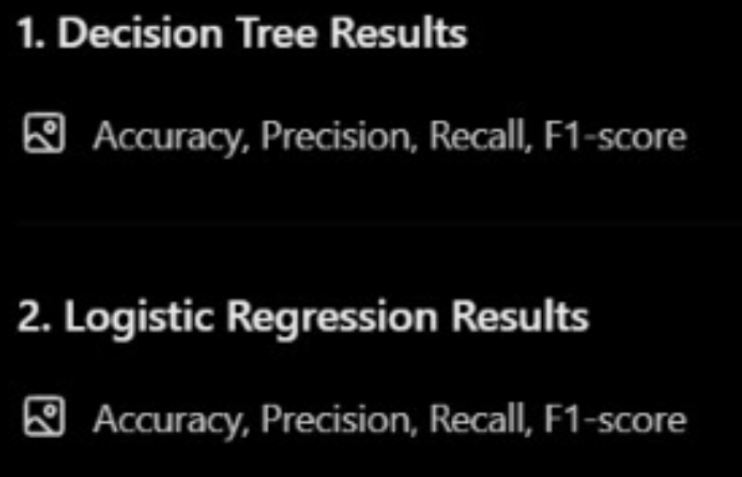 1. Decision Tree Results
Accuracy, Precision, Recall, F1-score
2. Logistic Regression Results
Accuracy, Precision, Recall, F1-score